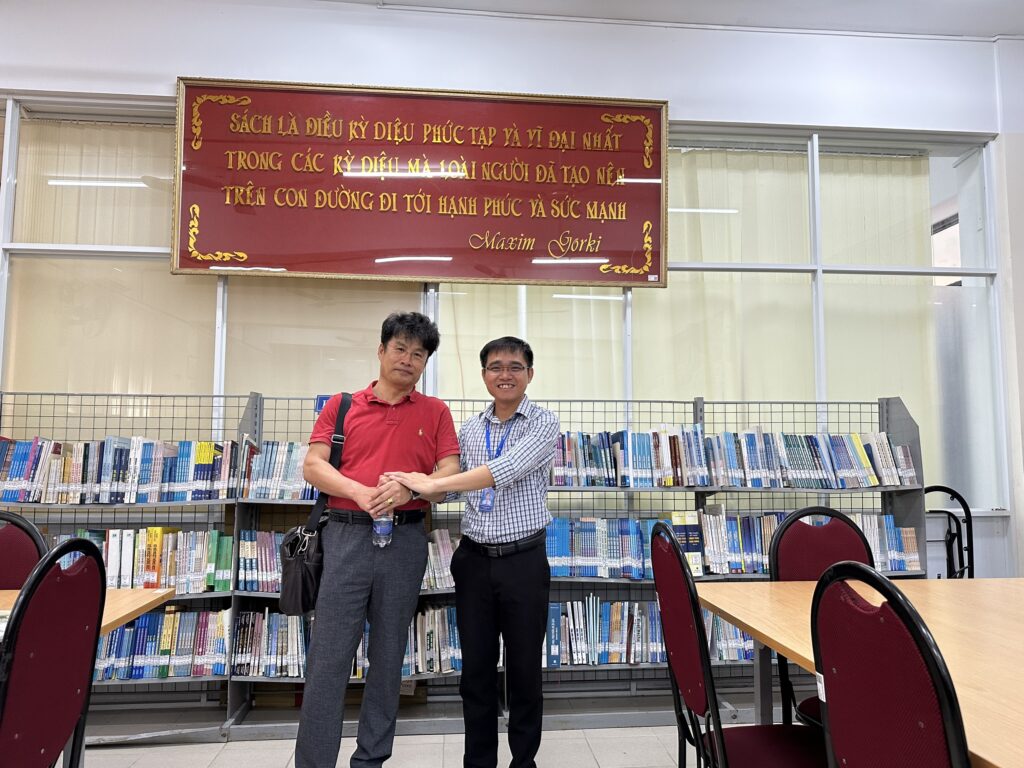 SÁCH LÀ ĐIỀU KỲ DIỆU PHỨC TẠP VÀ VĨ ĐẠI NHẤT
TRONG CÁC KỲ DIỆU MÀ LOÀI NGƯỜI ĐÃ TẠO NÊN
TRÊN CON ĐƯỜNG ĐI TỚI HẠNH PHÚC VÀ SỨC MẠNH
Maxim Gorki